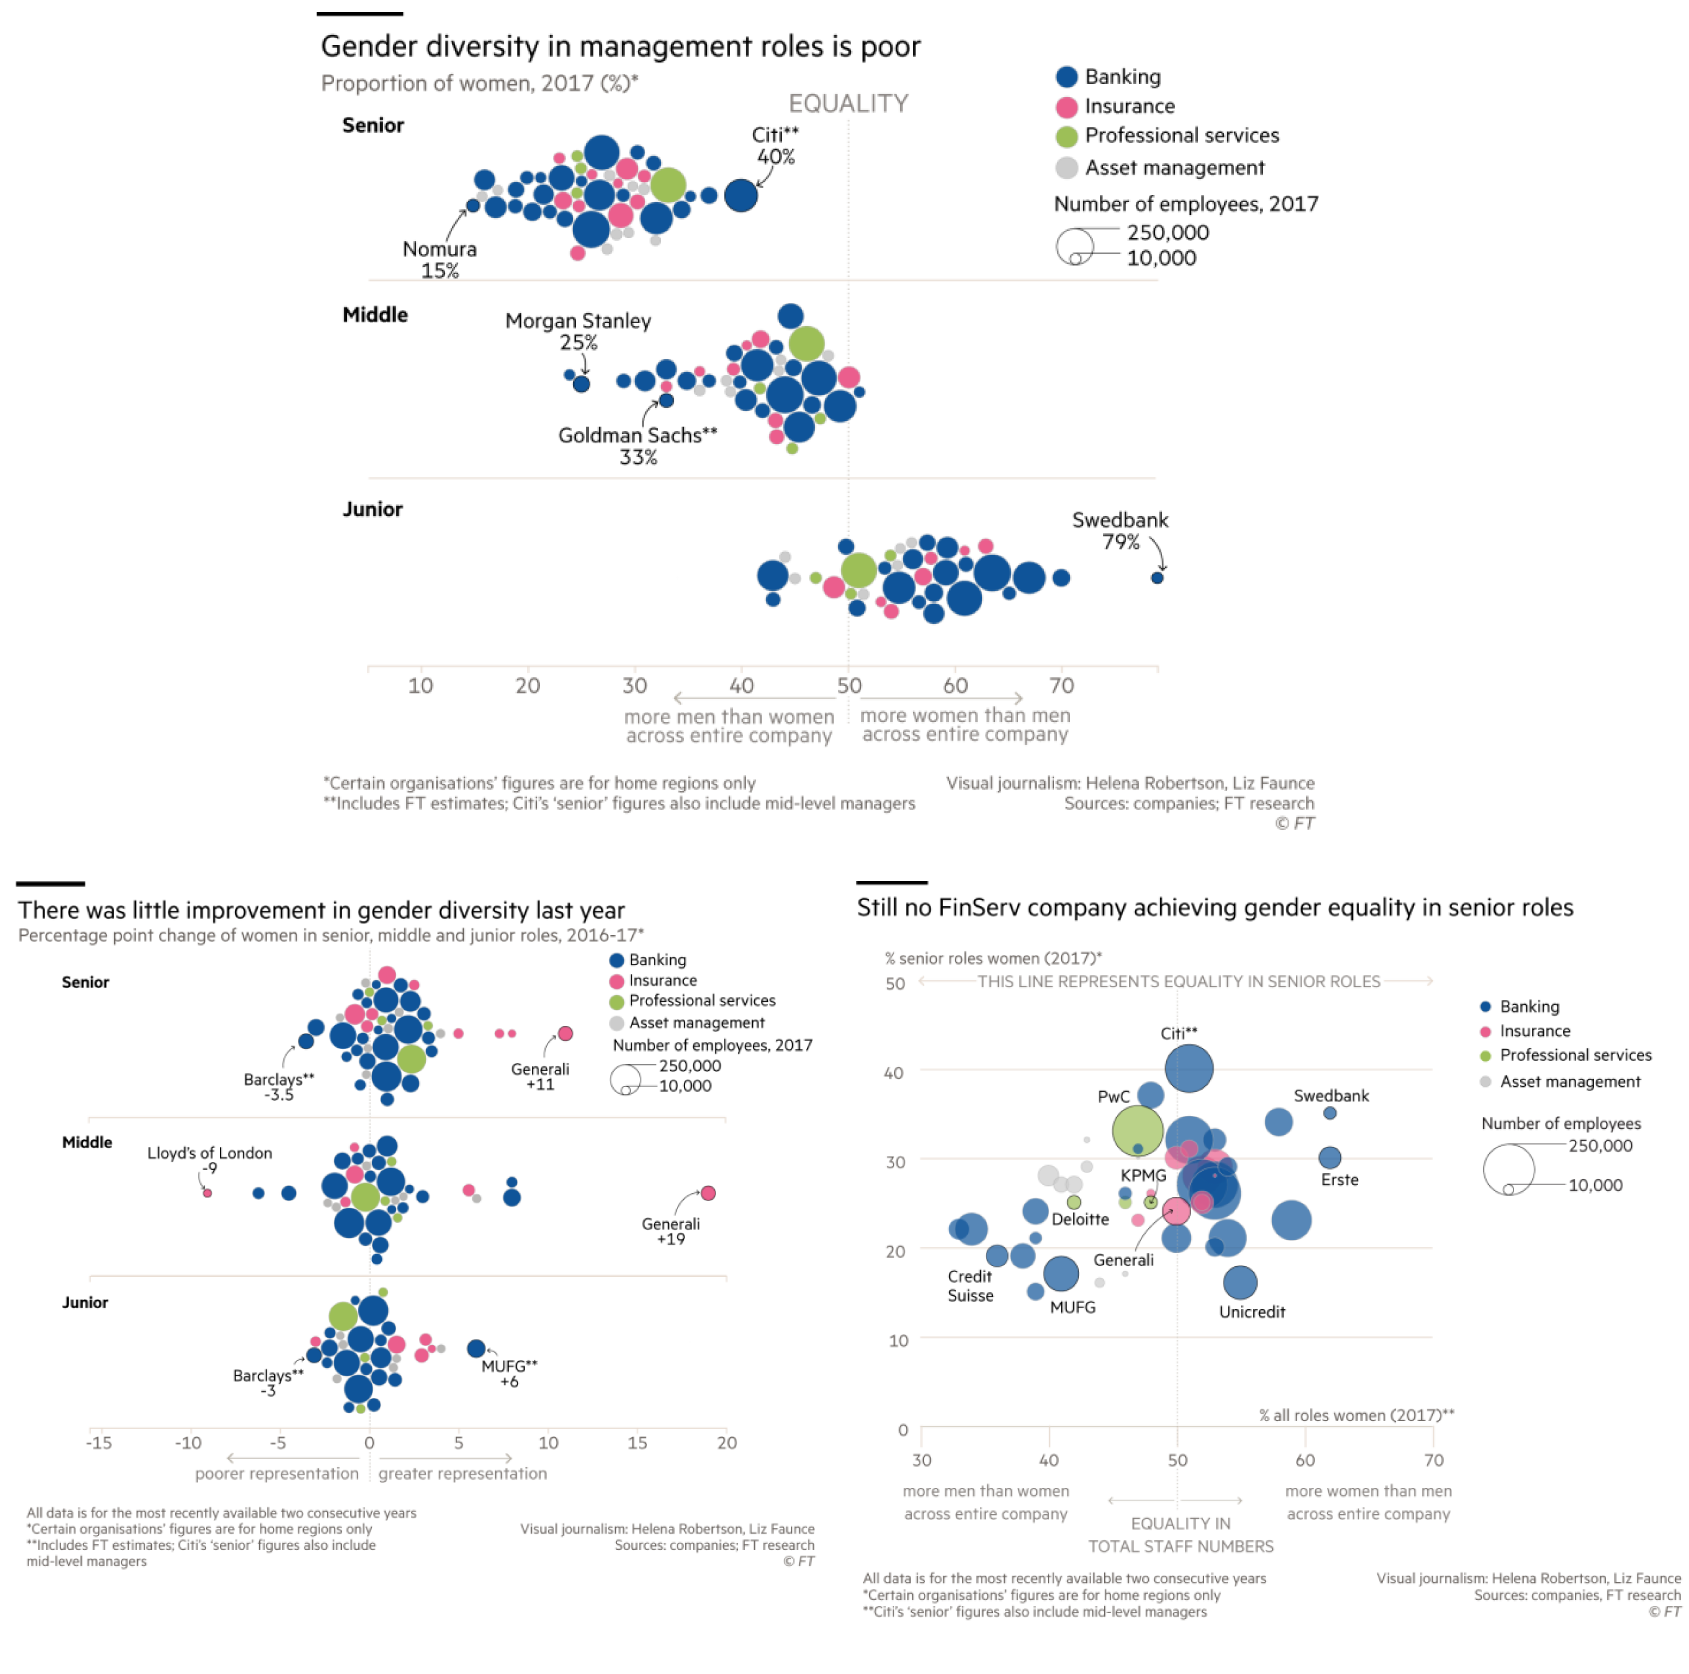 Gender diversity in management roles is poor
Proportion of women, 2017 (%)*
EQUALITY
Banking
Insurance
Professional services
Asset management
Number of employees, 2017
250,000
10,000
Senior
Citi**
40%
Nomura
15%
Middle
Morgan Stanley
25%
Goldman Sachs**
33%
Junior
Swedbank
79%
10 20 30 40 50 60 70
more men than women
across entire company
more women than men
across entire company
*Certain organisations’ figures are for home regions only
**Includes FT estimates; Citi’s ‘senior’ figures also include mid-level managers
Visual journalism: Helena Robertson, Liz Faunce
Sources: companies; FT research
© FT
There was little improvement in gender diversity last year
Percentage point change of women in senior, middle and junior roles, 2016-17*
Banking
Insurance
Professional services
Asset management
Number of employees, 2017
250,000
10,000
Senior
Barclays**
-3.5
Generali
+11
Middle
Lloyd’s of London
-9
Generali
+19
Junior
Barclays**
-3
MUFG**
+6
-15 -10 -5 0 5 10 15 20
poorer representation
greater representation
All data is for the most recently available two consecutive years
*Certain organisations’ figures are for home regions only
**Includes FT estimates; Citi’s ‘senior’ figures also include
mid-level managers
Visual journalism: Helena Robertson, Liz Faunce
Sources: companies; FT research
© FT
Still no FinServ company achieving gender equality in senior roles
% senior roles women (2017)*
50
THIS LINE REPRESENTS EQUALITY IN SENIOR ROLES
Banking
Insurance
Professional services
Asset management
Number of employees
250,000
10,000
Citi**
40
PwC
Swedbank
30
KPMG
Erste
Deloitte
20
Generali
Credit
Suisse
MUFG
Unicredit
10
% all roles women (2017)**
0
30 40 50 60 70
more men than women
across entire company
more women than men
across entire company
EQUALITY IN
TOTAL STAFF NUMBERS
All data is for the most recently available two consecutive years
*Certain organisations’ figures are for home regions only
**Citi’s ‘senior’ figures also include mid-level managers
Visual journalism: Helena Robertson, Liz Faunce
Sources: companies, FT research
© FT